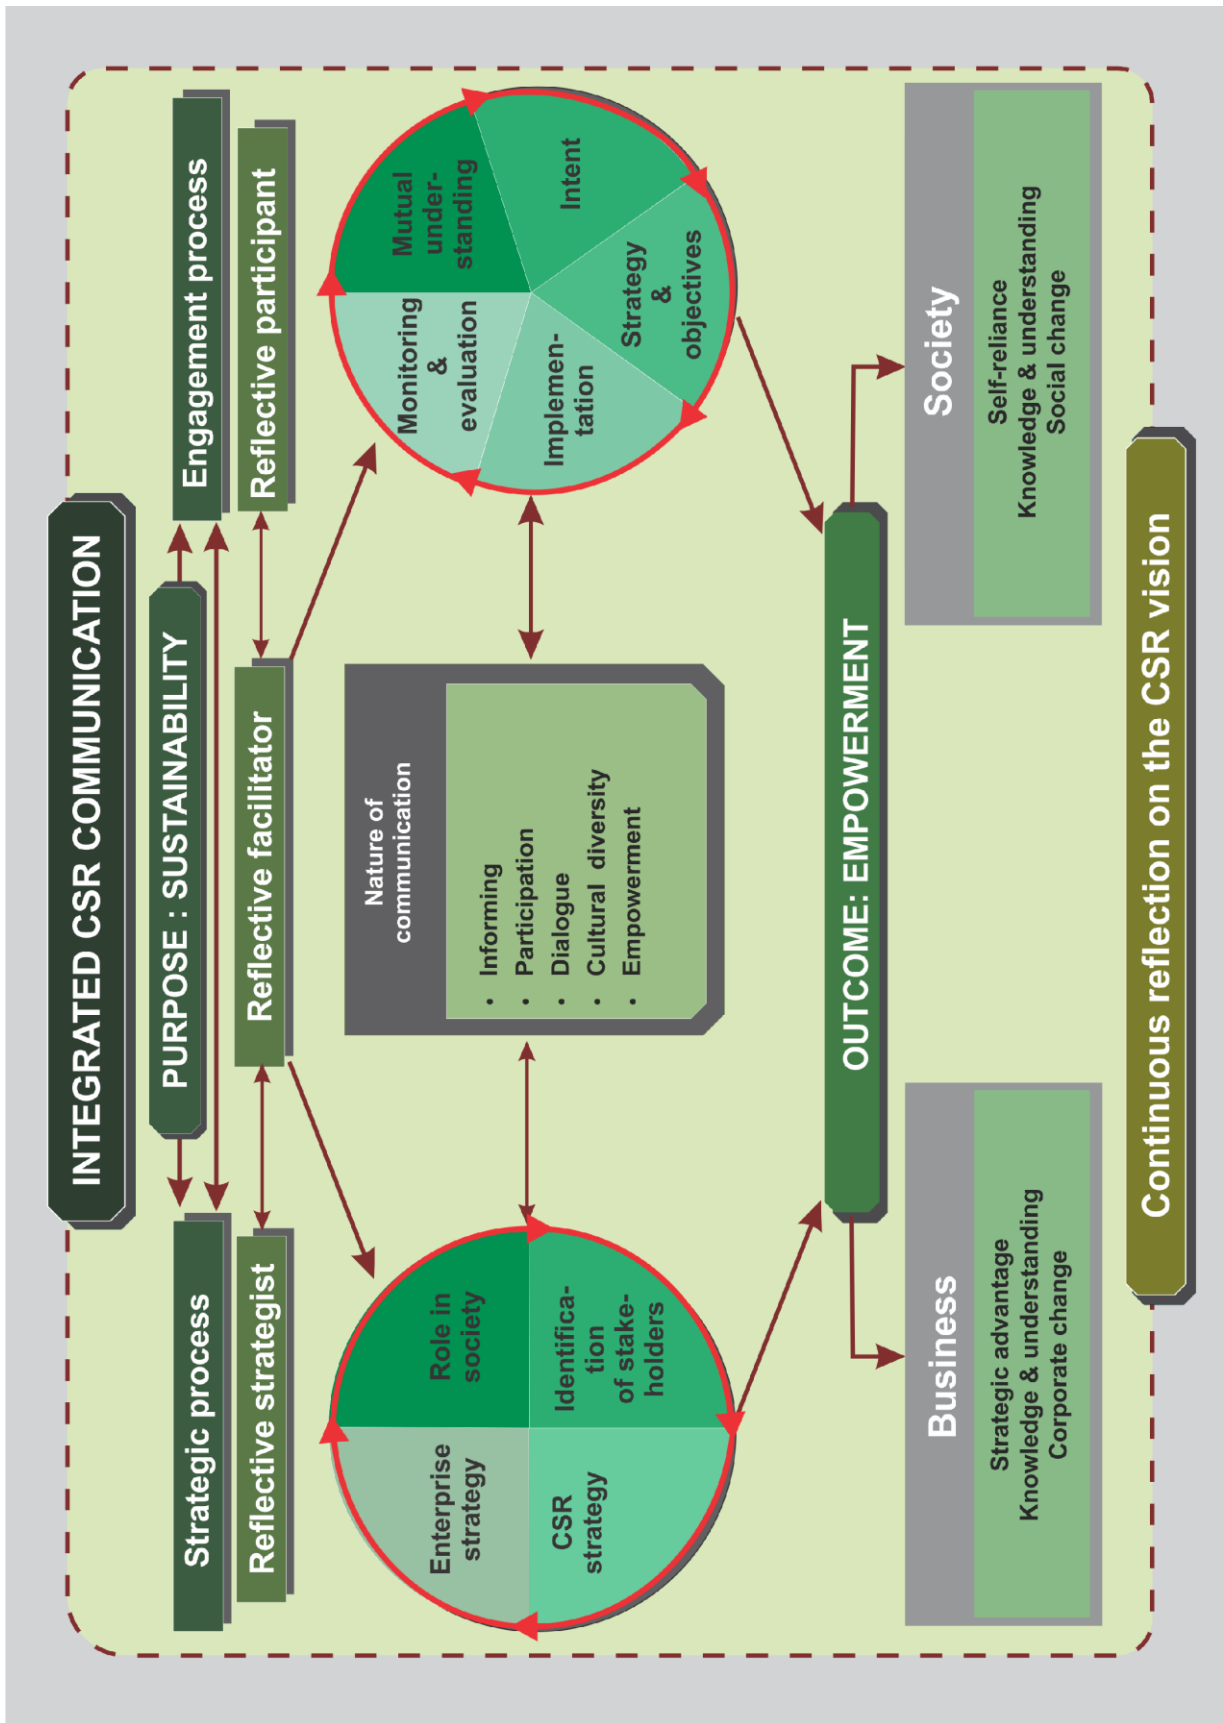 INTEGRATED CSR COMMUNICATION
PURPOSE : SUSTAINABILITY
Strategic process
Engagement process
Reflective strategist
Reflective facilitator
Reflective participant
Enterprise
strategy
Role in
society
CSR
strategy
Identifica-
tion
of stake-
holders
Nature of
communication
• Informing
• Participation
• Dialogue
• Cultural diversity
• Empowerment
Monitoring
&
evaluation
Mutual
under-
standing
Implemen-
tation
Strategy
&
objectives
Intent
OUTCOME: EMPOWERMENT
Business
Strategic advantage
Knowledge & understanding
Corporate change
Society
Self-reliance
Knowledge & understanding
Social change
Continuous reflection on the CSR vision